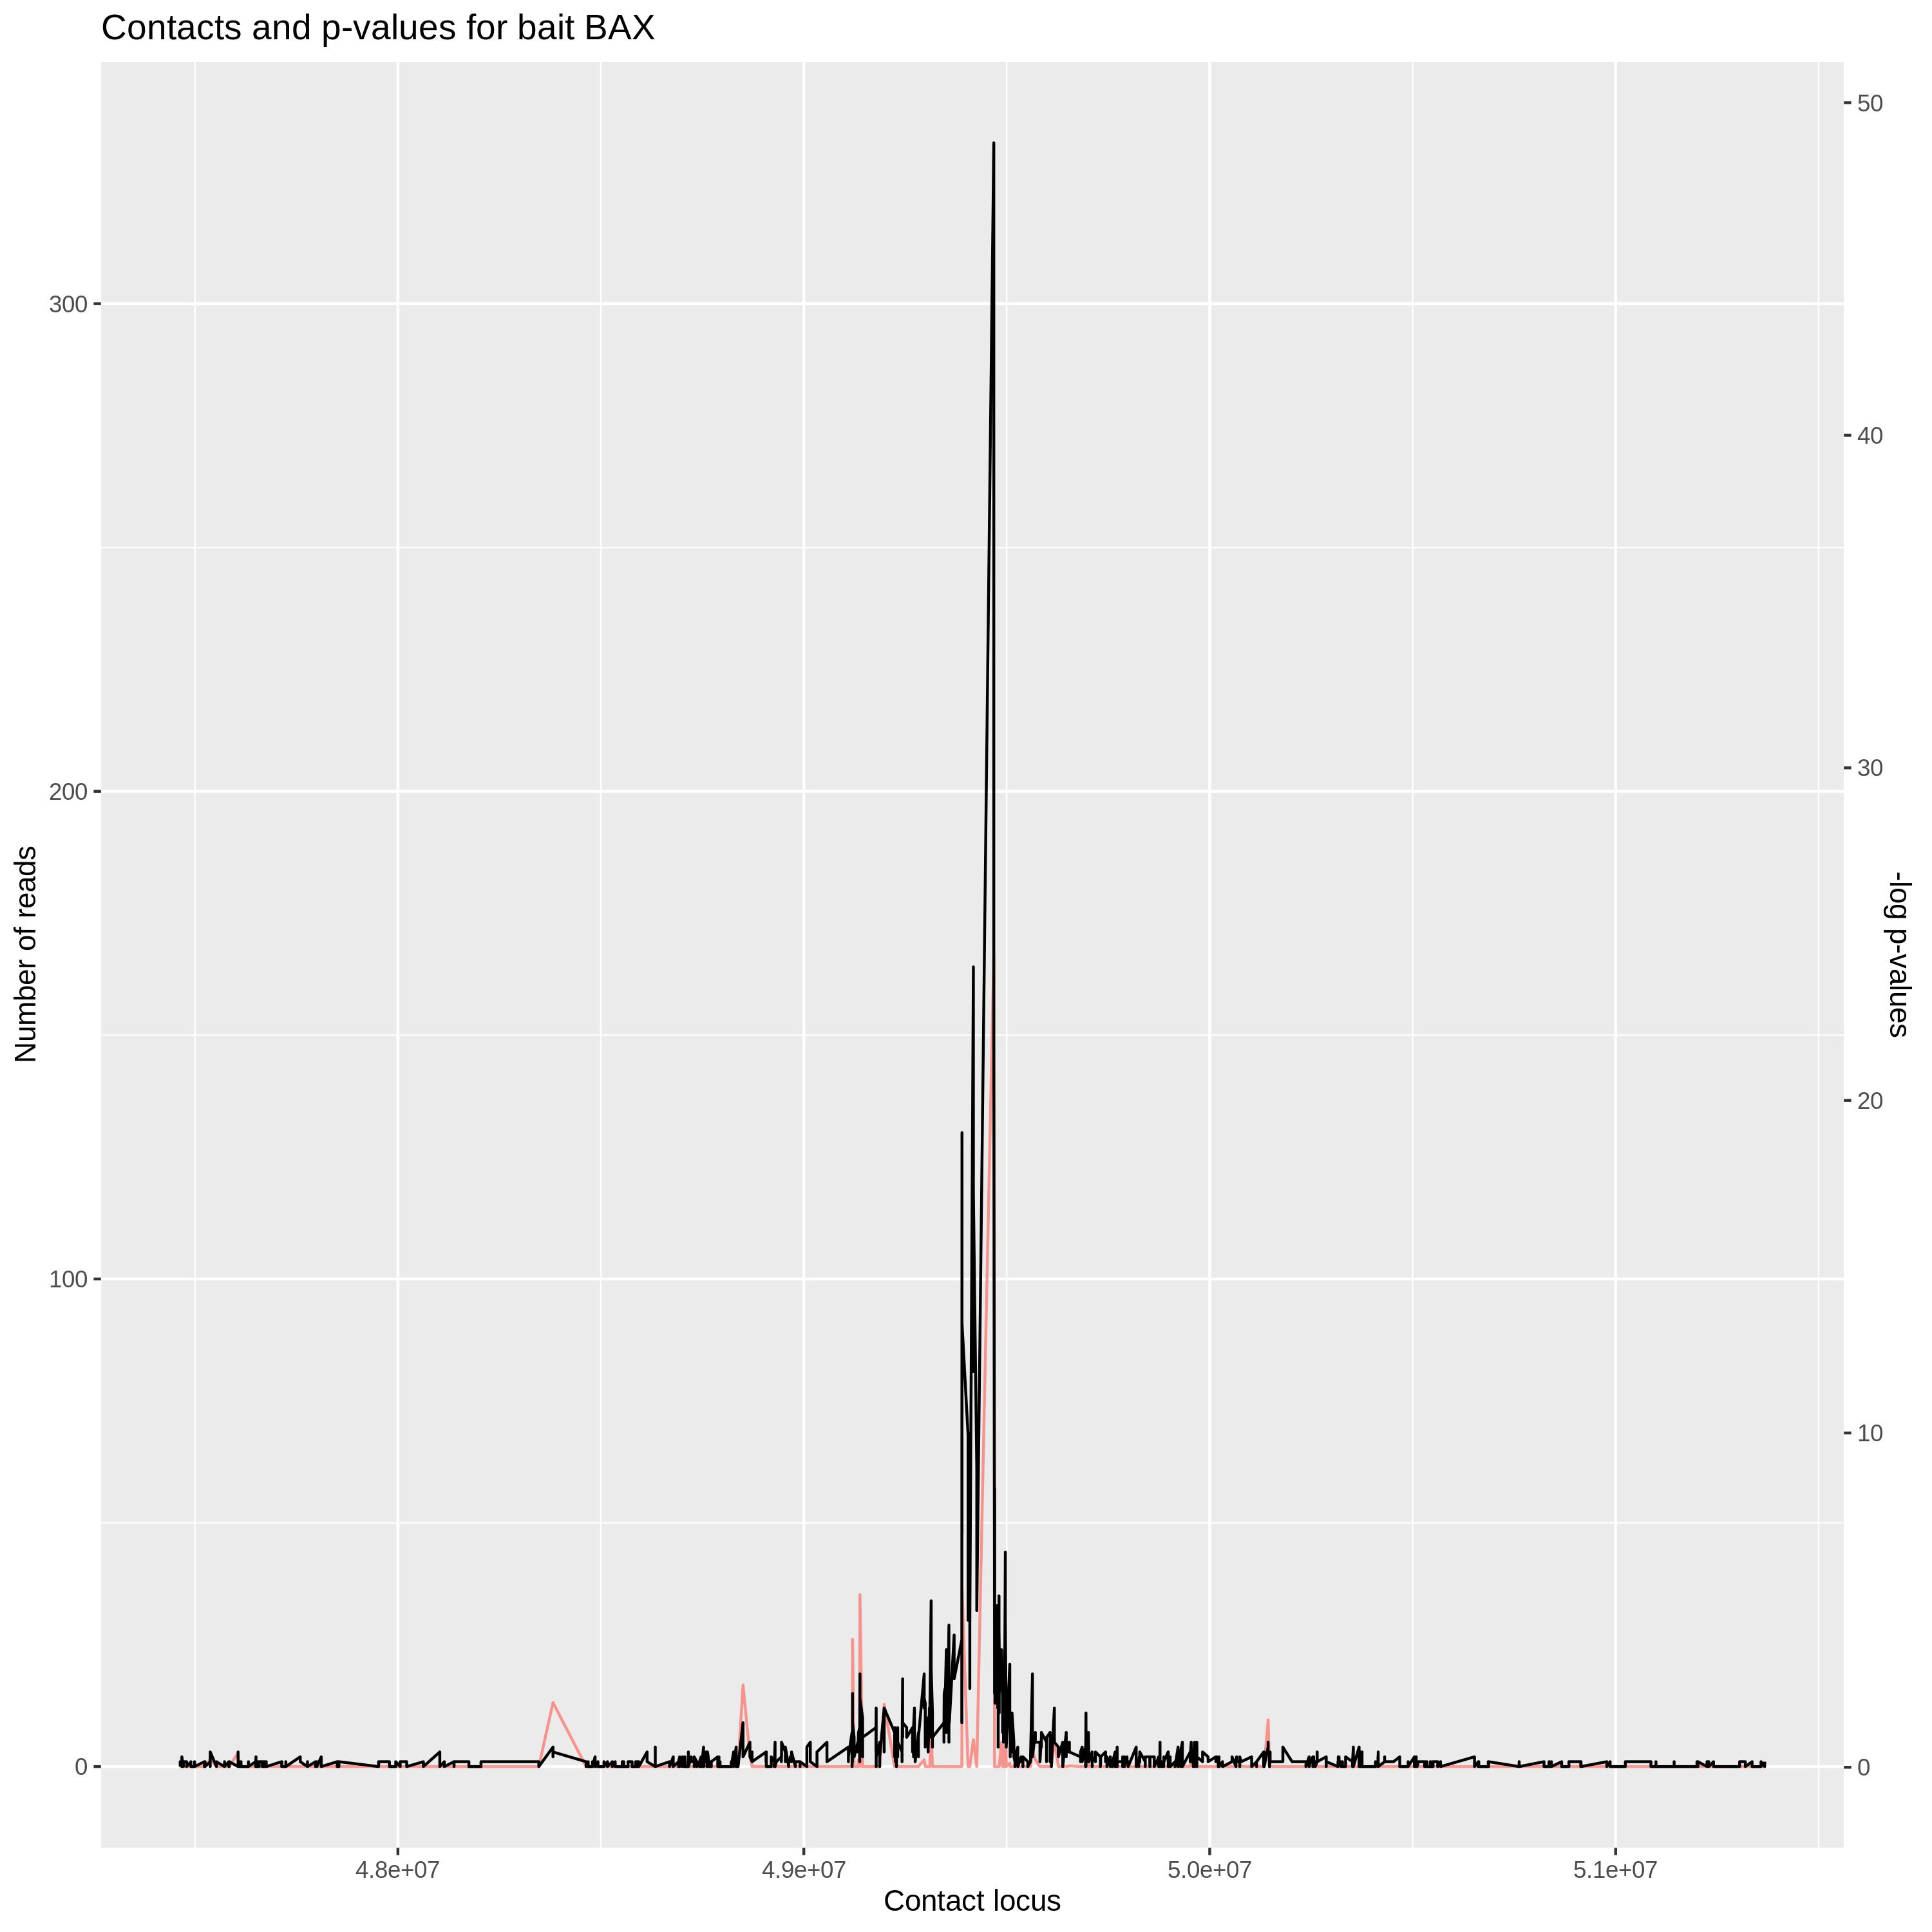 Contacts and p-values for bait BAX
50
40
300
30
200
Number of reads
-log p-values
20
100
10
0
0
4.8e+07
4.9e+07
5.0e+07
5.1e+07
Contact locus